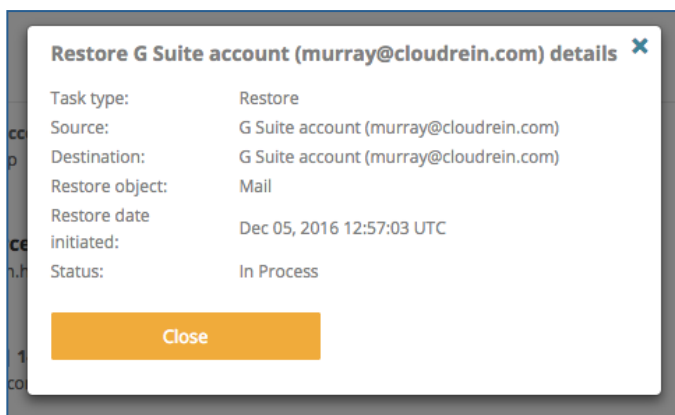 Restore G Suite account (murray@cloudrein.com) details
Task type: Restore
Source: G Suite account (murray@cloudrein.com)
Destination: G Suite account (murray@cloudrein.com)
Restore object: Mail
Restore date initiated: Dec 05, 2016 12:57:03 UTC
Status: In Process
Close